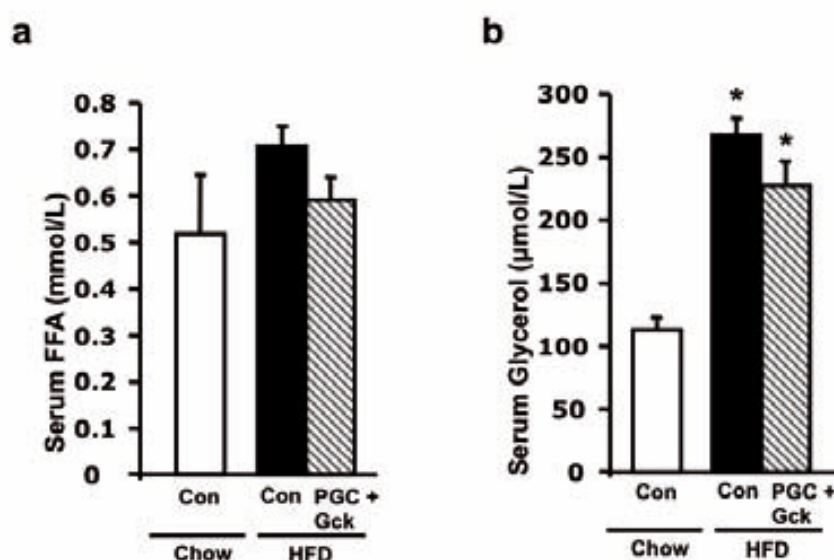 a
Serum FFA (mmol/L)
0.8
0.7
0.6
0.5
0.4
0.3
0.2
0.1
0
Con
Con
PGC +
Gck
Chow
HFD
b
Serum Glycerol (µmol/L)
300
250
200
150
100
50
0
*
*
Con
Con
PGC +
Gck
Chow
HFD